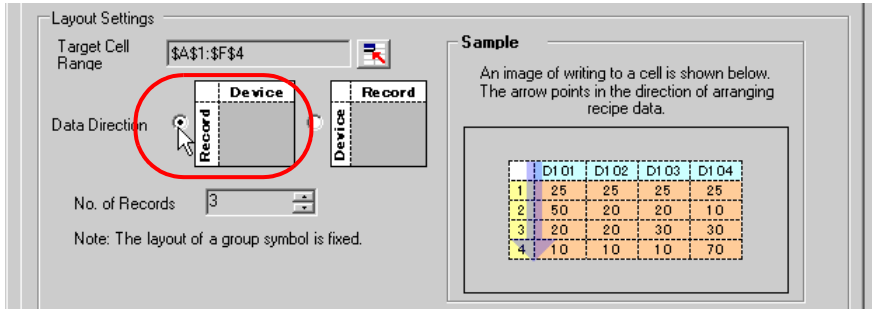 Layout Settings
Target Cell
Range
$A$1:$F$4
Data Direction
Device
Record
Record
Device
No. of Records
3
Note: The layout of a group symbol is fixed.
Sample
An image of writing to a cell is shown below.
The arrow points in the direction of arranging
recipe data.
D101 D102 D103 D104
1 25 25 25 25
2 50 20 20 10
3 20 20 30 30
4 10 10 10 70